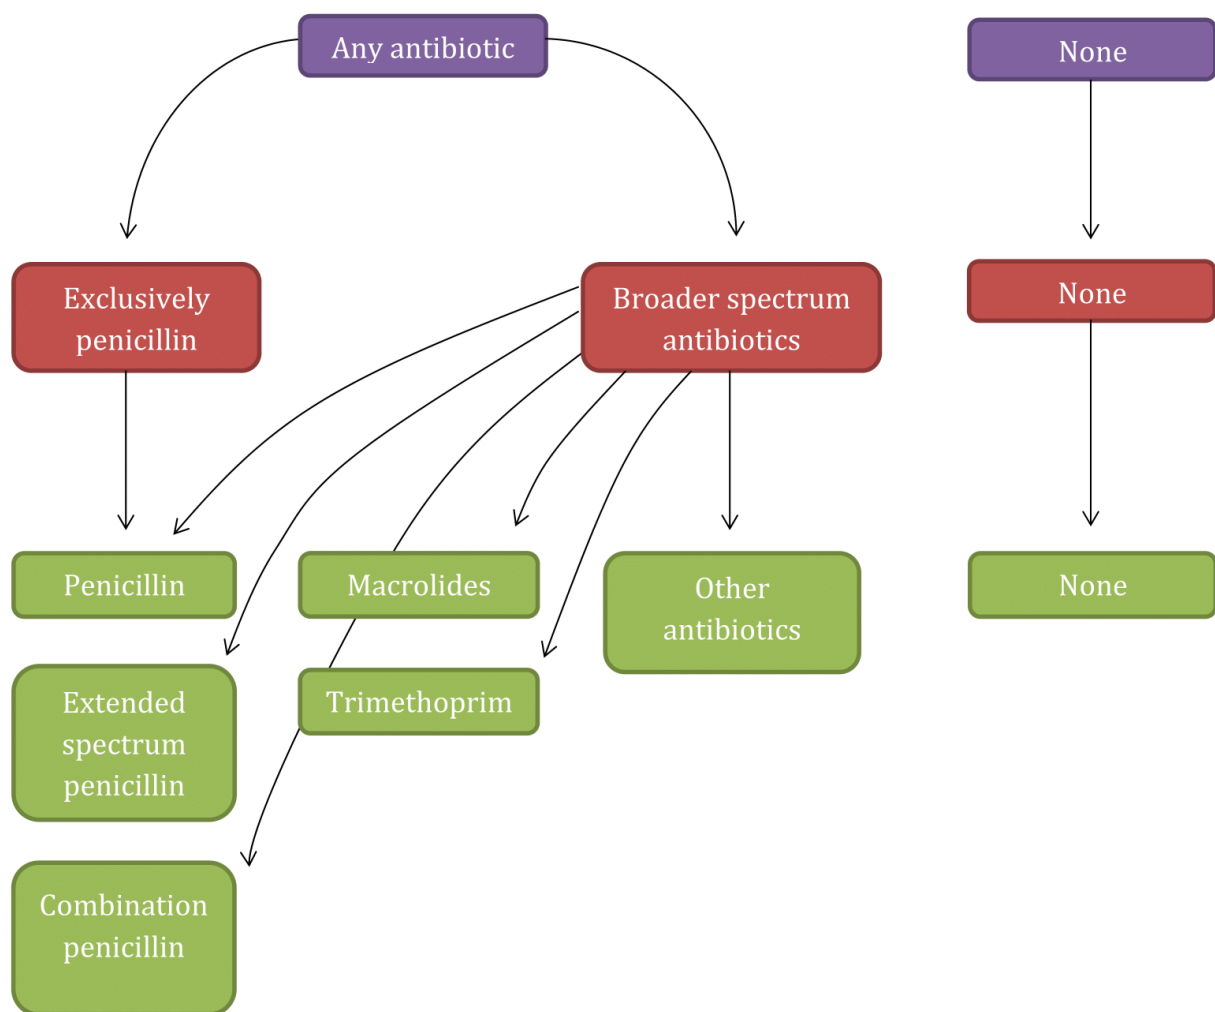 Any antibiotic
None
Exclusively
penicillin
Broader spectrum
antibiotics
None
Penicillin
Macrolides
Other
antibiotics
None
Extended
spectrum
penicillin
Trimethoprim
Combination
penicillin